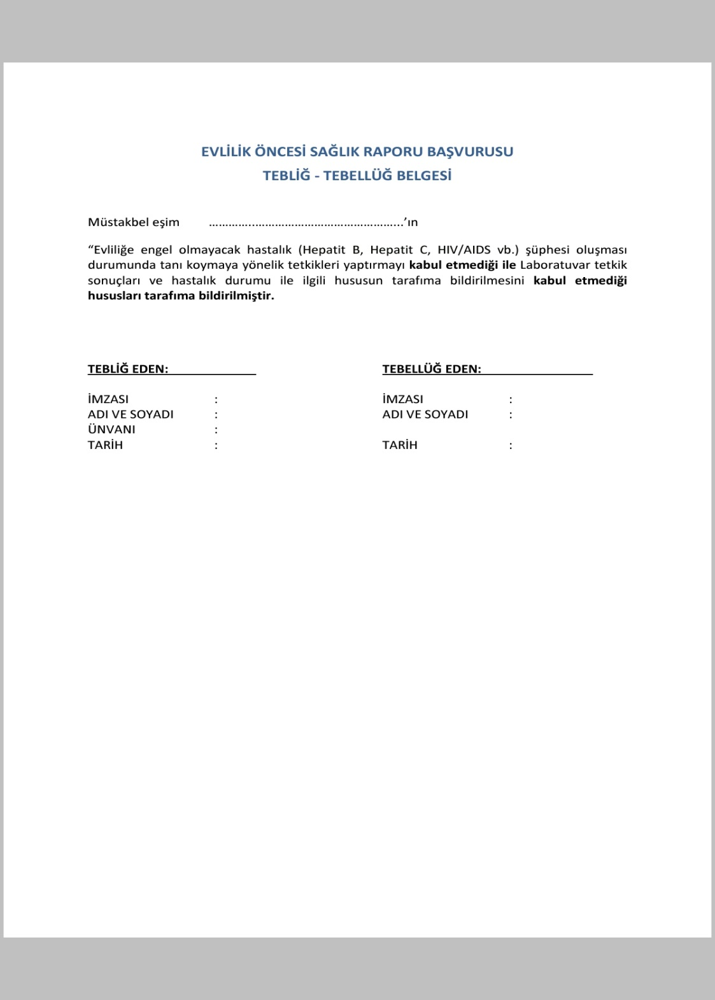 EVLİLİK ÖNCESİ SAĞLIK RAPORU BAŞVURUSU
TEBLİĞ - TEBELLÜĞ BELGESİ
Müstakbel eşim …………..……………………………………...’ın
“Evliliğe engel olmayacak hastalık (Hepatit B, Hepatit C, HIV/AIDS vb.) şüphesi oluşması
durumunda tanı koymaya yönelik tetkikleri yaptırmayı kabul etmediği ile Laboratuvar tetkik
sonuçları ve hastalık durumu ile ilgili hususun tarafıma bildirilmesini kabul etmediği
hususları tarafıma bildirilmiştir.
TEBLİĞ EDEN: TEBELLÜĞ EDEN:
İMZASI : İMZASI :
ADI VE SOYADI : ADI VE SOYADI :
ÜNVANI :
TARİH : TARİH :